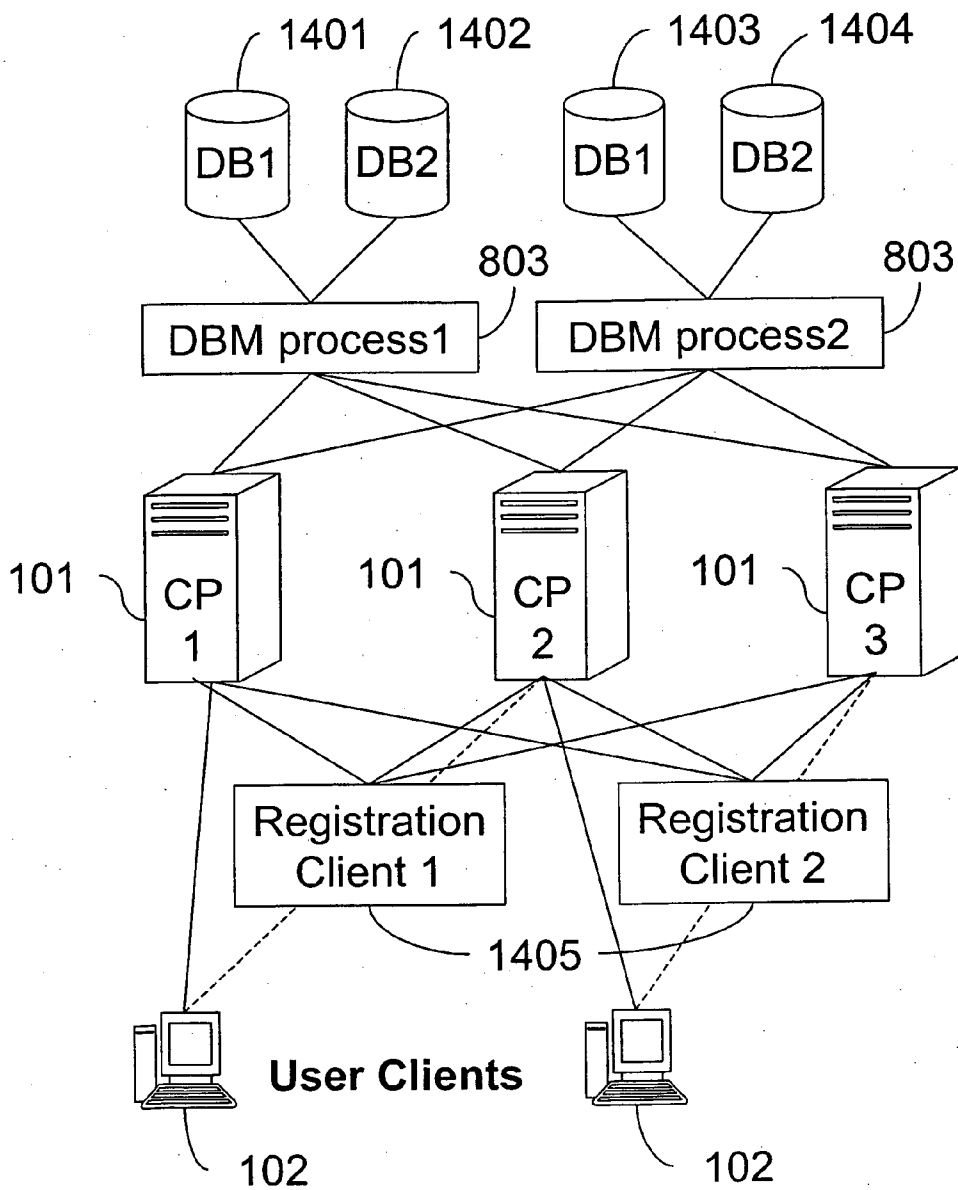 1401
1402
1403
1404
DB1
DB2
DB1
DB2
803
803
DBM process1
DBM process2
101
CP
1
101
CP
2
101
CP
3
Registration
Client 1
Registration
Client 2
1405
User Clients
102
102